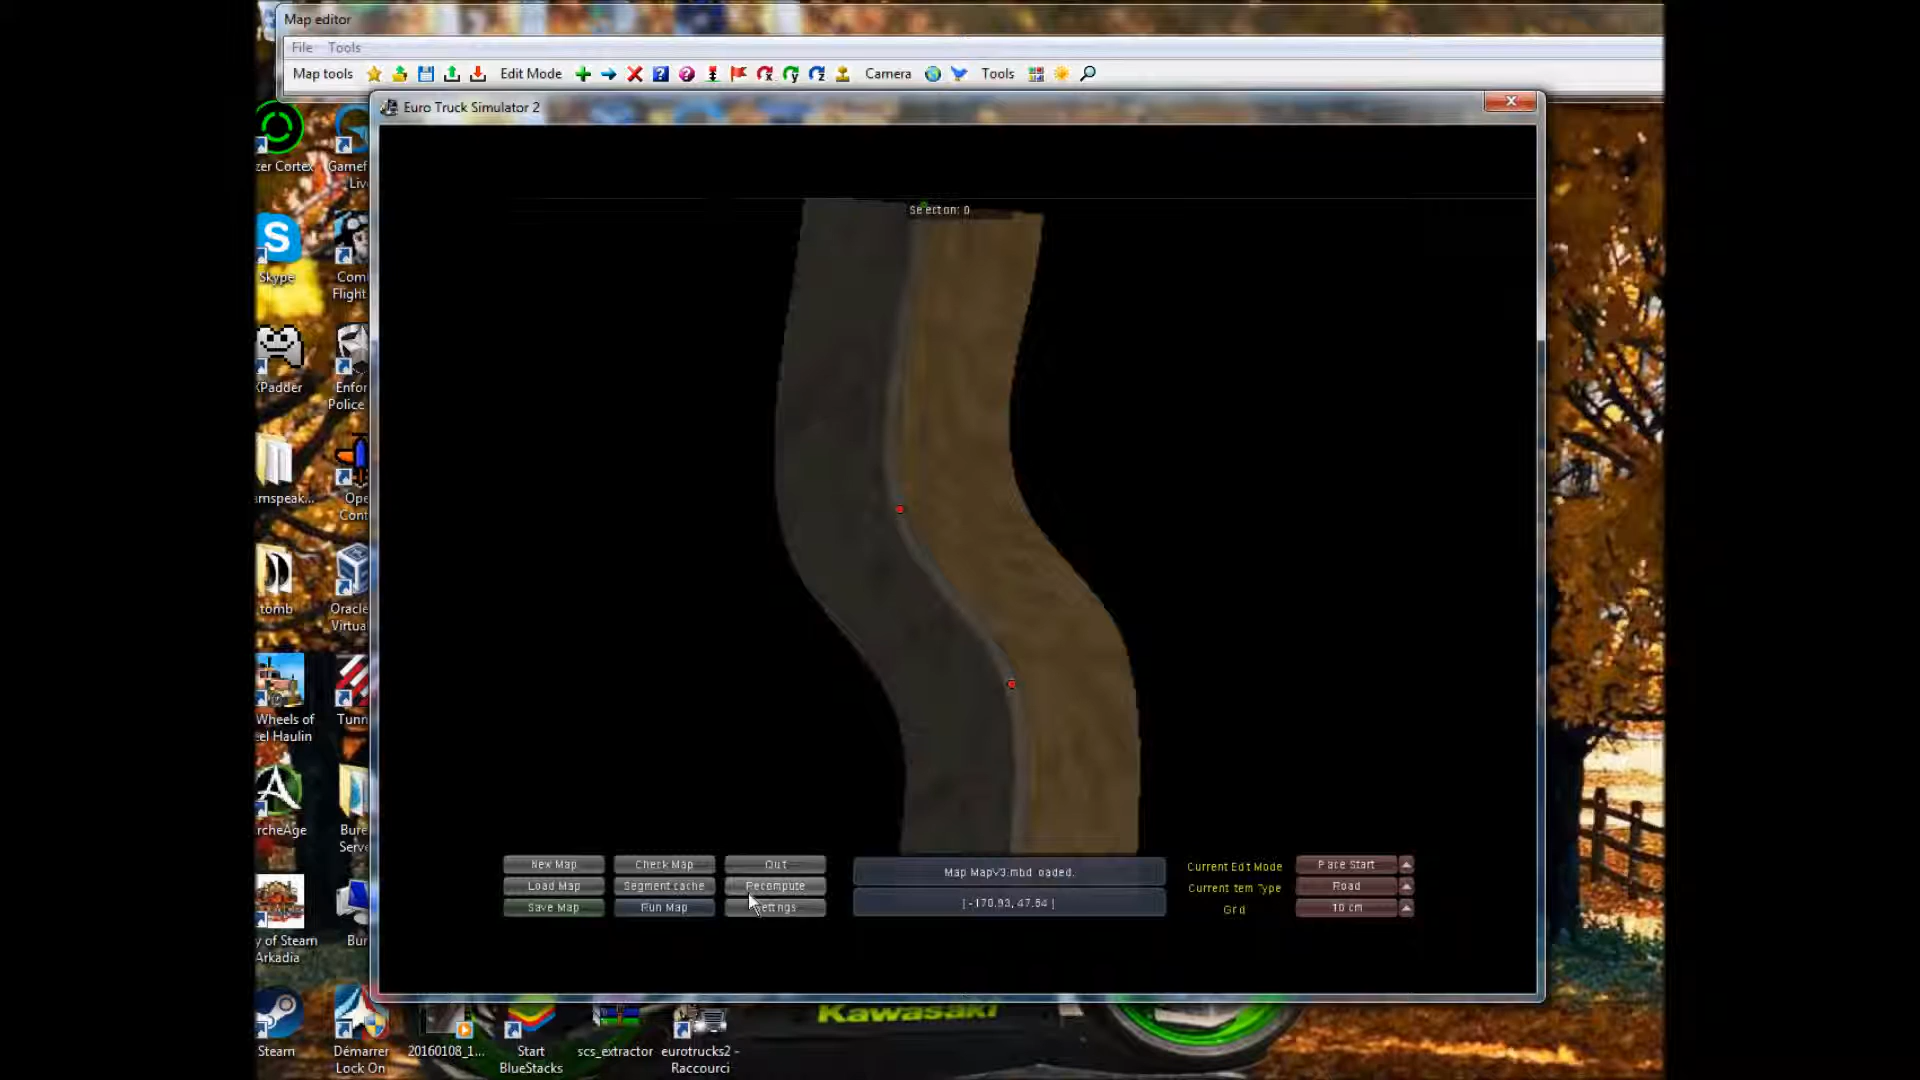 Map editor
File Tools
Map tools Edit Mode Camera Tools
Euro Truck Simulator 2
zer Cortex
Gamef
Liv
Skype
Com
Flight
XPadder
Enfor
Police
amspeak...
Ope
Cont
tomb
Oracle
Virtua
Wheels of
el Haulin
Tunn
rcheAge
Bure
Serve
y of Steam
Arkadia
Bur
Selection: 0
New Map Check Map Quit
Load Map Segment cache Recompute
Save Map Run Map Settings
Map MapV3.mbd loaded.
[ -170.93, 47.54 ]
Current Edit Mode Place Start
Current Item Type Road
Grid 10 cm
Kawasaki
Steam
Démarrer
Lock On
20160108_1...
Start
BlueStacks
scs_extractor
eurotrucks2 -
Raccourci